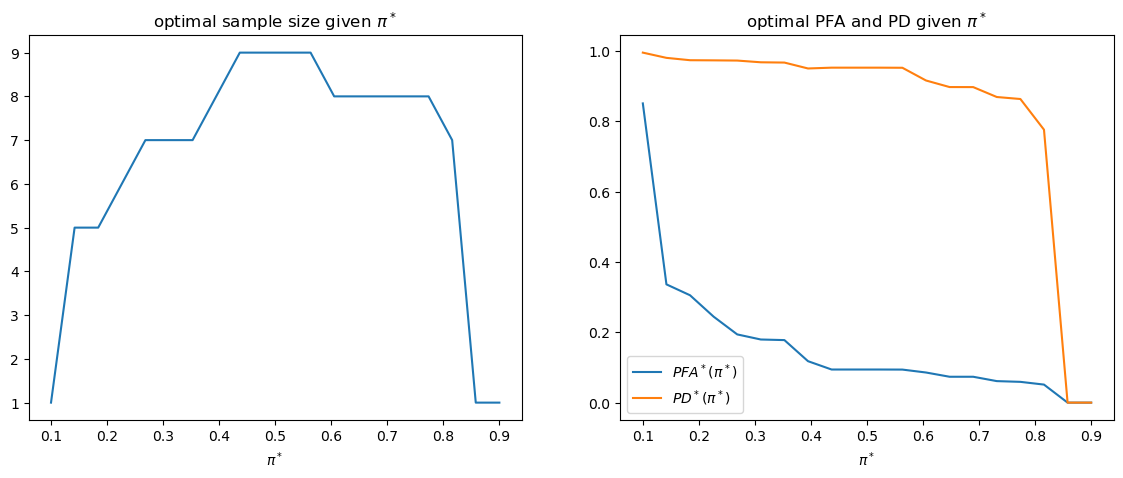 optimal sample size given π*
9
8
7
6
5
4
3
2
1
0.1 0.2 0.3 0.4 0.5 0.6 0.7 0.8 0.9
π*
optimal PFA and PD given π*
1.0
0.8
0.6
0.4
0.2
0.0
PFA*(π*)
PD*(π*)
0.1 0.2 0.3 0.4 0.5 0.6 0.7 0.8 0.9
π*